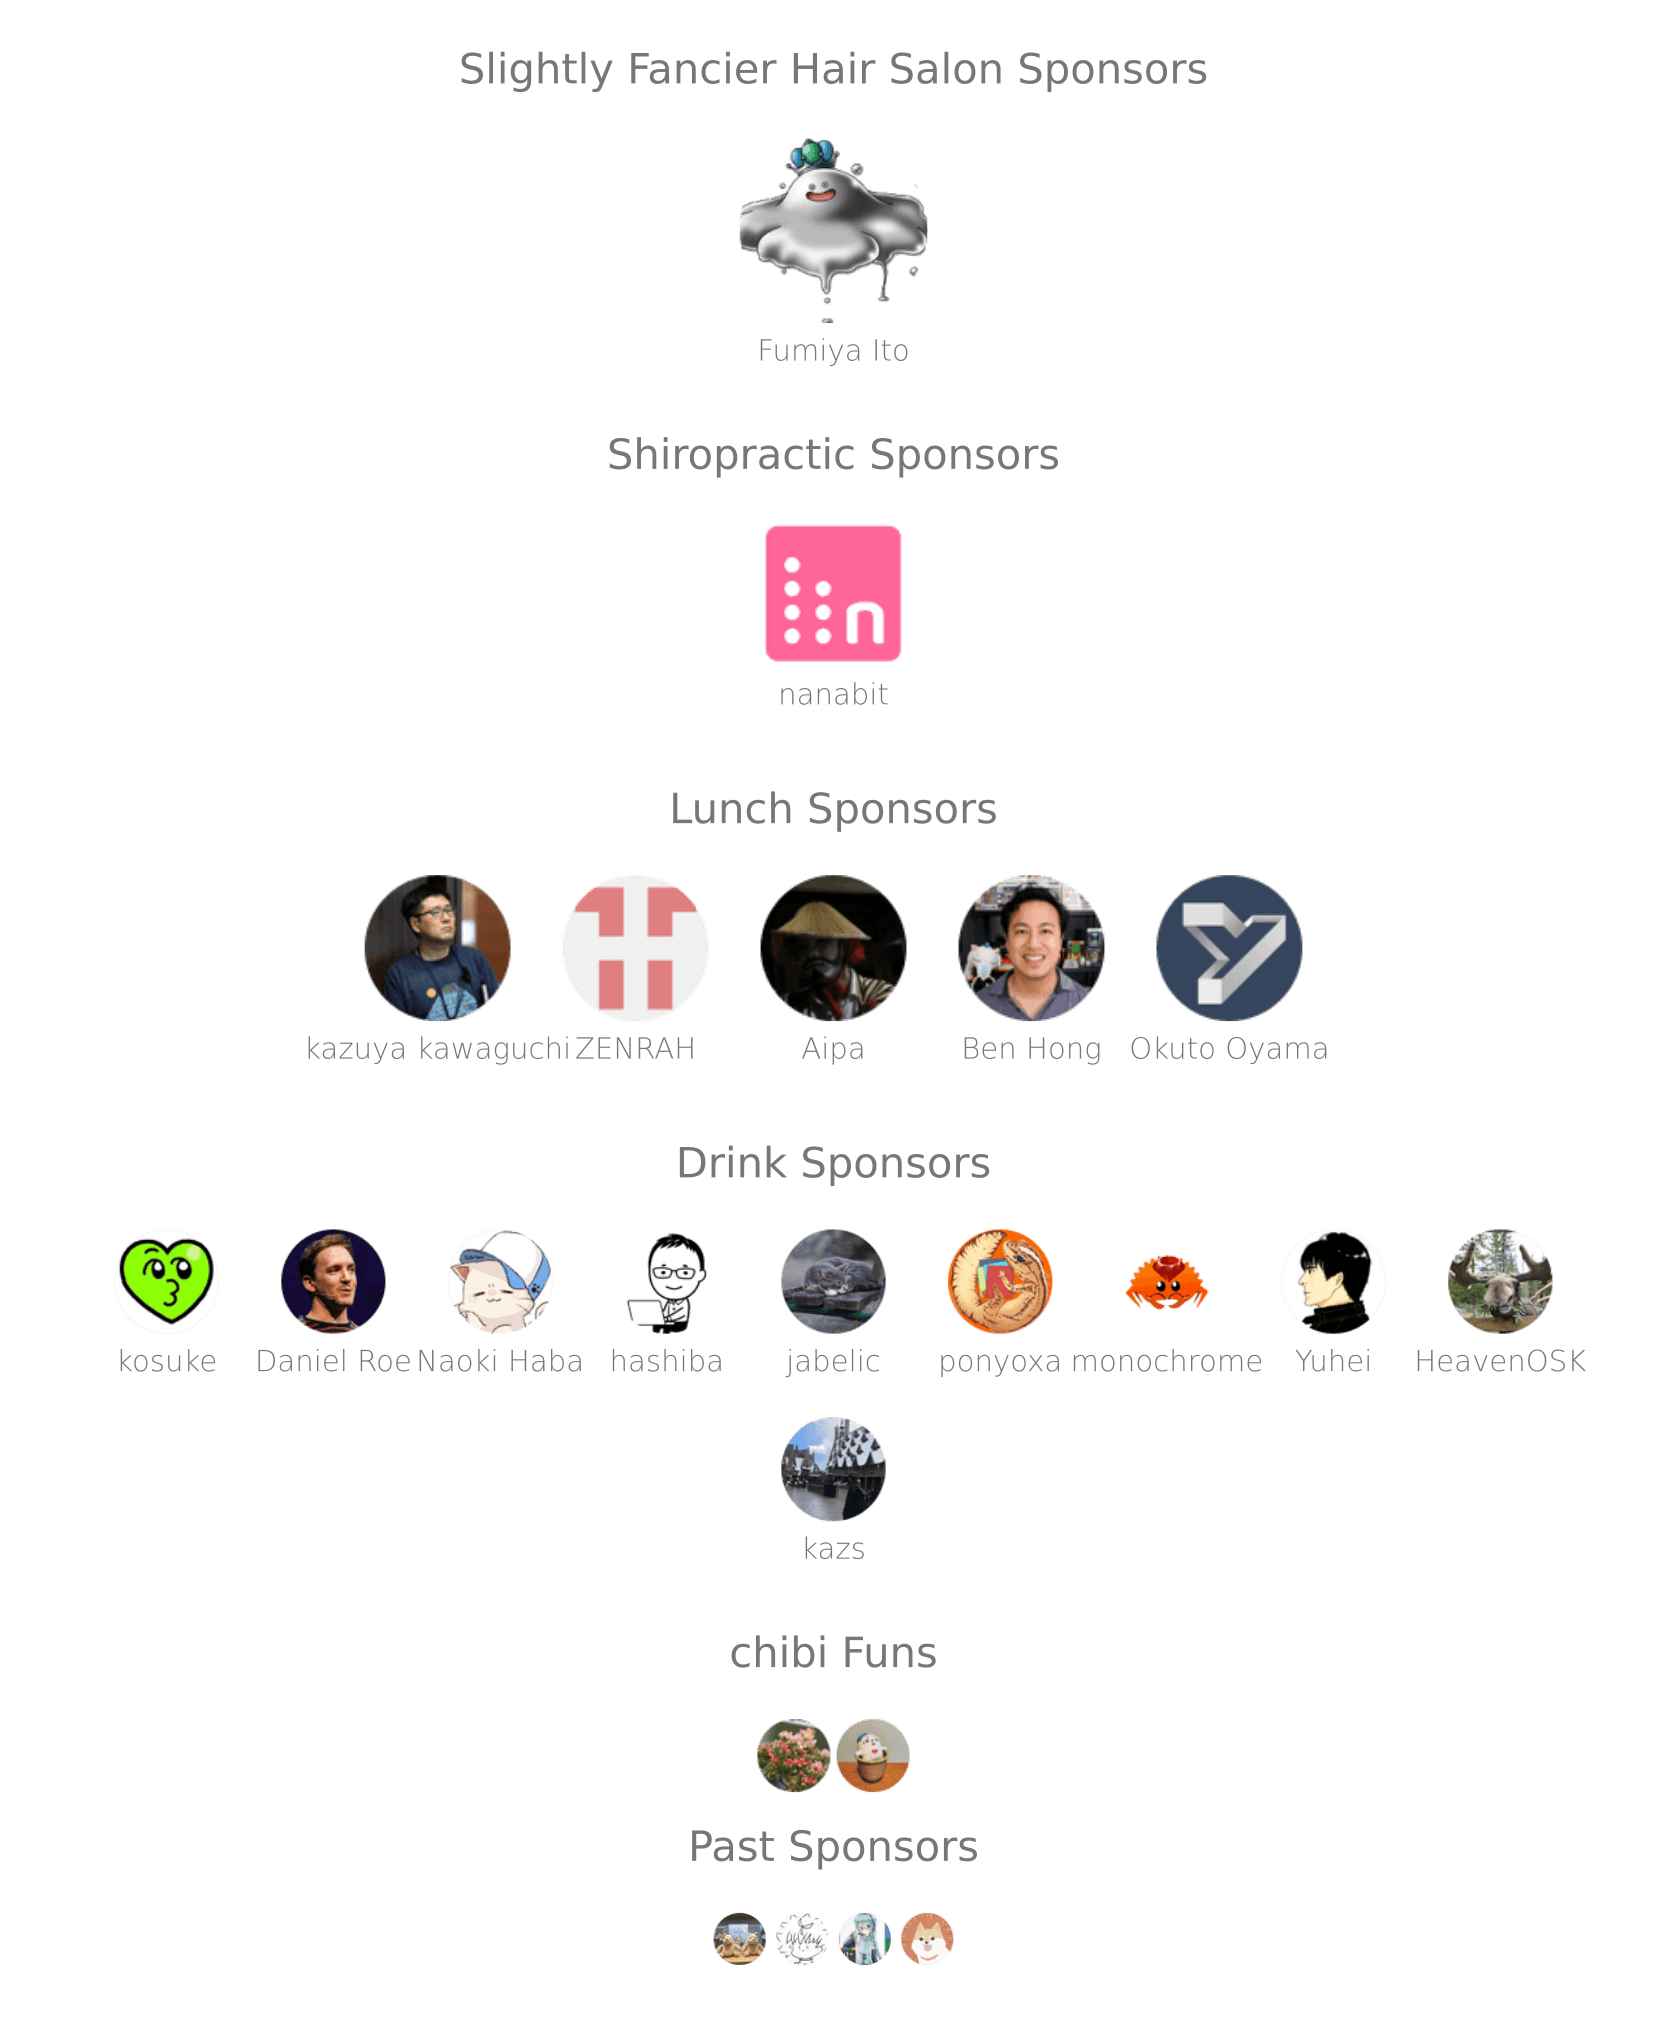 Slightly Fancier Hair Salon Sponsors
Fumiya Ito
Shiropractic Sponsors
n
nanabit
Lunch Sponsors
kazuya kawaguchi ZENRAH Aipa Ben Hong Okuto Oyama
Drink Sponsors
kosuke Daniel Roe Naoki Haba hashiba jabelic ponyoxa monochrome Yuhei HeavenOSK
kazs
chibi Funs
Past Sponsors